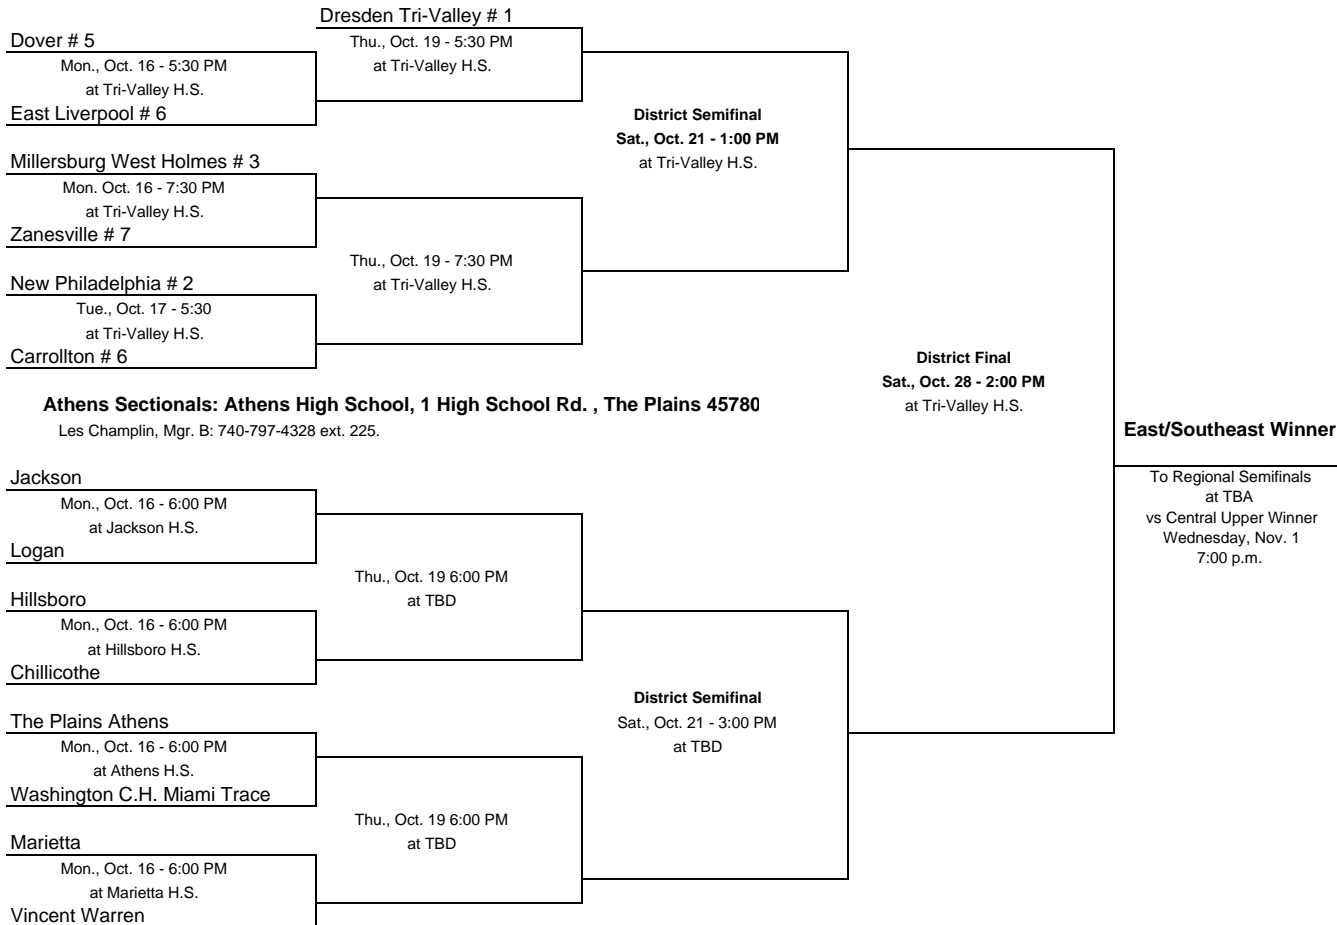 Dresden Tri-Valley # 1
Dover # 5
Thu., Oct. 19 - 5:30 PM
Mon., Oct. 16 - 5:30 PM
at Tri-Valley H.S.
at Tri-Valley H.S.
East Liverpool # 6
District Semifinal
Sat., Oct. 21 - 1:00 PM
at Tri-Valley H.S.
Millersburg West Holmes # 3
Mon. Oct. 16 - 7:30 PM
at Tri-Valley H.S.
Zanesville # 7
Thu., Oct. 19 - 7:30 PM
at Tri-Valley H.S.
New Philadelphia # 2
Tue., Oct. 17 - 5:30
at Tri-Valley H.S.
Carrollton # 6
District Final
Sat., Oct. 28 - 2:00 PM
at Tri-Valley H.S.
Athens Sectionals: Athens High School, 1 High School Rd. , The Plains 45780
Les Champlin, Mgr. B: 740-797-4328 ext. 225.
East/Southeast Winner
To Regional Semifinals
at TBA
vs Central Upper Winner
Wednesday, Nov. 1
7:00 p.m.
Jackson
Mon., Oct. 16 - 6:00 PM
at Jackson H.S.
Logan
Thu., Oct. 19 6:00 PM
at TBD
Hillsboro
Mon., Oct. 16 - 6:00 PM
at Hillsboro H.S.
Chillicothe
District Semifinal
Sat., Oct. 21 - 3:00 PM
at TBD
The Plains Athens
Mon., Oct. 16 - 6:00 PM
at Athens H.S.
Washington C.H. Miami Trace
Thu., Oct. 19 6:00 PM
at TBD
Marietta
Mon., Oct. 16 - 6:00 PM
at Marietta H.S.
Vincent Warren